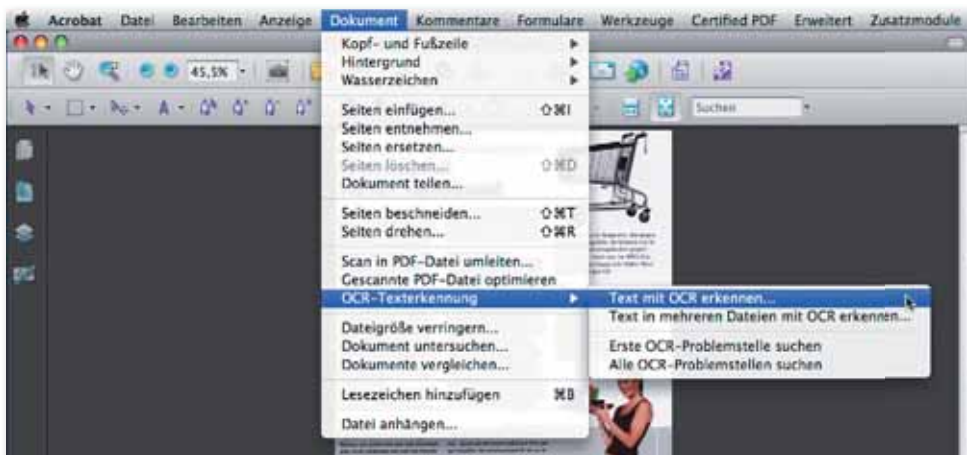 Acrobat Datei Bearbeiten Anzeige Dokument Kommentare Formulare Werkzeuge Certified PDF Erweitert Zusatzmodule
45,5%
Suchen
Kopf- und Fußzeile
Hintergrund
Wasserzeichen
Seiten einfügen... ⇧⌘I
Seiten entnehmen...
Seiten ersetzen...
Seiten löschen... ⇧⌘D
Dokument teilen...
Seiten beschneiden... ⇧⌘T
Seiten drehen... ⇧⌘R
Scan in PDF-Datei umleiten...
Gescannte PDF-Datei optimieren
OCR-Texterkennung
Text mit OCR erkennen...
Text in mehreren Dateien mit OCR erkennen...
Erste OCR-Problemstelle suchen
Alle OCR-Problemstellen suchen
Dateigröße verringern...
Dokument untersuchen...
Dokumente vergleichen...
Lesezeichen hinzufügen ⌘B
Datei anhängen...